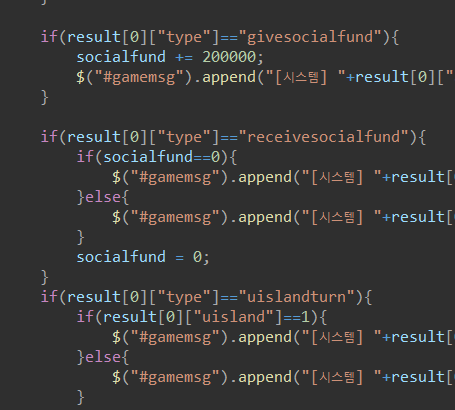 }
if(result[0]["type"]=="givesocialfund"){
socialfund += 200000;
$("#gamemsg").append("[시스템] "+result[0]["
}
if(result[0]["type"]=="receivesocialfund"){
if(socialfund==0){
$("#gamemsg").append("[시스템] "+result[
}else{
$("#gamemsg").append("[시스템] "+result[
}
socialfund = 0;
}
if(result[0]["type"]=="uislandturn"){
if(result[0]["uisland"]==1){
$("#gamemsg").append("[시스템] "+result[
}else{
$("#gamemsg").append("[시스템] "+result[
}